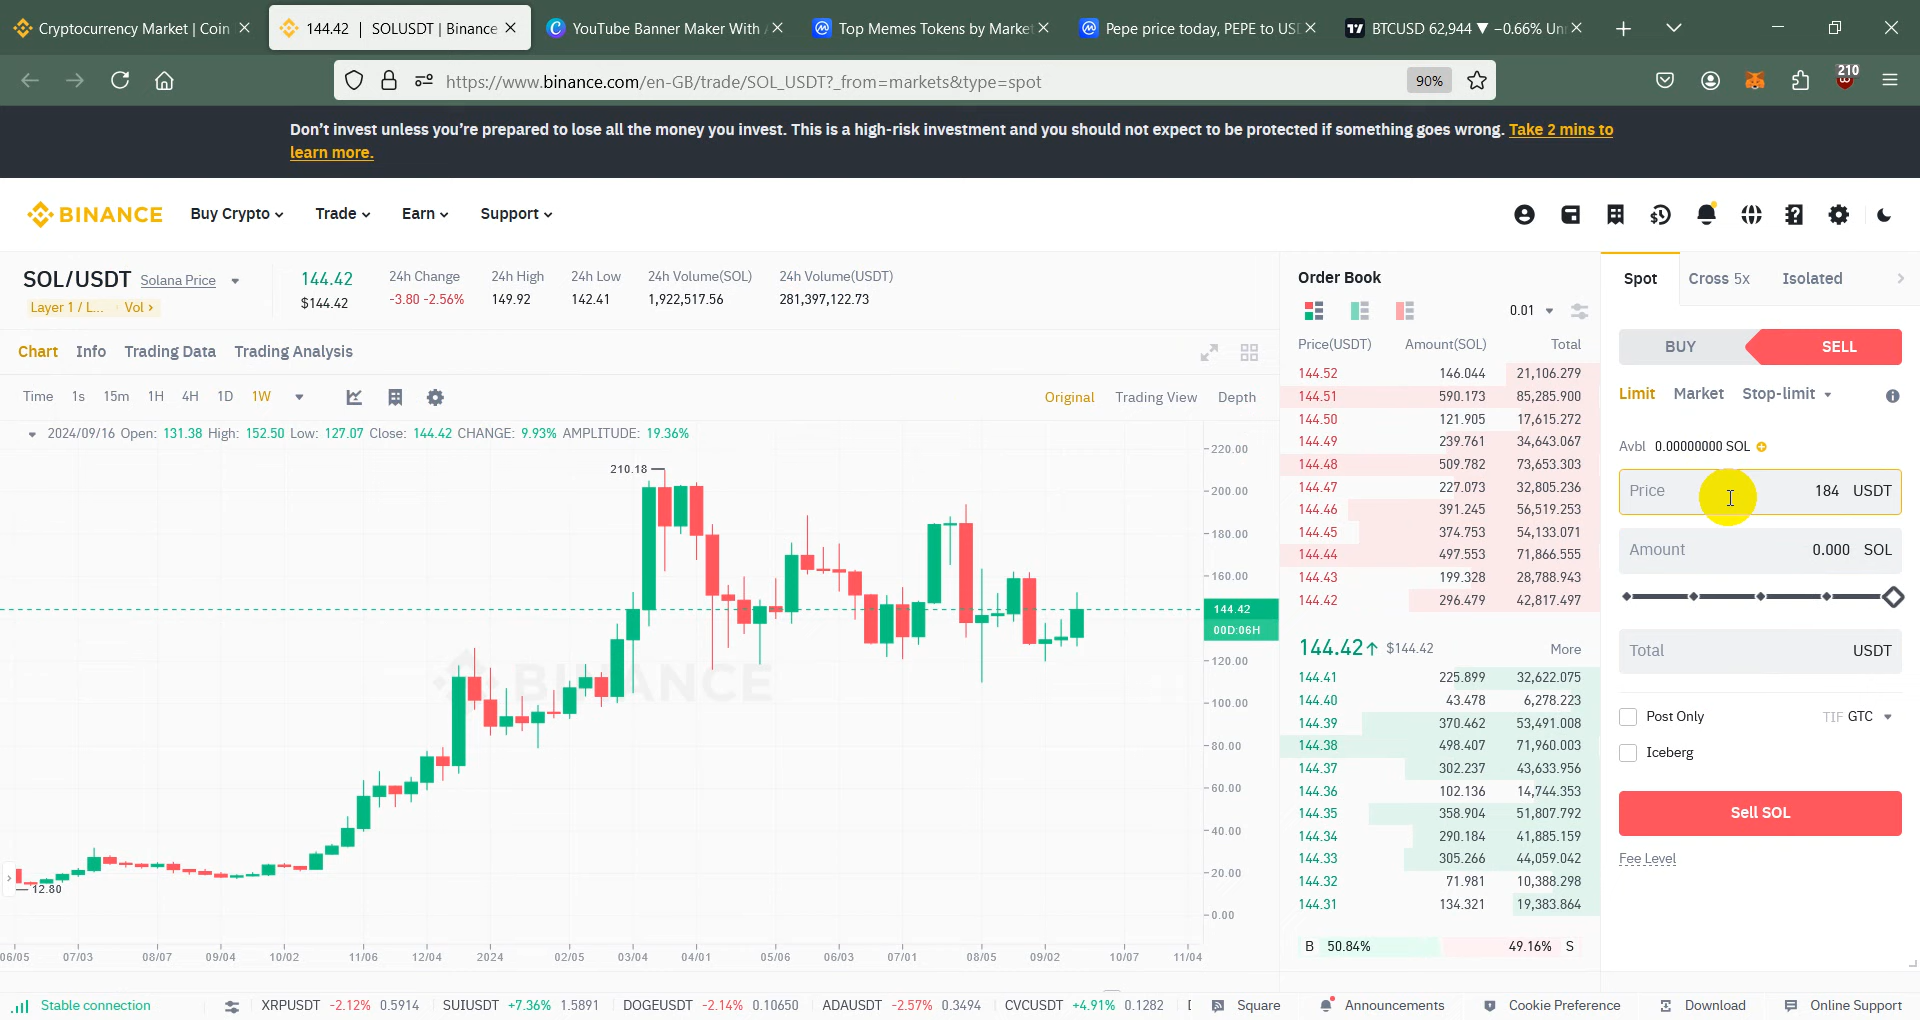 Cryptocurrency Market | Coin
144.42 | SOLUSDT | Binance
YouTube Banner Maker With
Top Memes Tokens by Market
Pepe price today, PEPE to US
BTCUSD 62,944 ▼ −0.66% Un
https://www.binance.com/en-GB/trade/SOL_USDT?_from=markets&type=spot
90%
210
Don't invest unless you're prepared to lose all the money you invest. This is a high-risk investment and you should not expect to be protected if something goes wrong. Take 2 mins to
learn more.
BINANCE
Buy Crypto Trade Earn Support
SOL/USDT Solana Price
Layer 1 / L... Vol
144.42
$144.42
24h Change
-3.80 -2.56%
24h High
149.92
24h Low
142.41
24h Volume(SOL)
1,922,517.56
24h Volume(USDT)
281,397,122.73
Chart Info Trading Data Trading Analysis
Time 1s 15m 1H 4H 1D 1W
Original Trading View Depth
2024/09/16 Open: 131.38 High: 152.50 Low: 127.07 Close: 144.42 CHANGE: 9.93% AMPLITUDE: 19.36%
210.18
12.80
BINANCE
220.00
200.00
180.00
160.00
144.42
00D:06H
120.00
100.00
80.00
60.00
40.00
20.00
0.00
06/05 07/03 08/07 09/04 10/02 11/06 12/04 2024 02/05 03/04 04/01 05/06 06/03 07/01 08/05 09/02 10/07 11/04
Order Book
0.01
Price(USDT) Amount(SOL) Total
144.52 146.044 21,106.279
144.51 590.173 85,285.900
144.50 121.905 17,615.272
144.49 239.761 34,643.067
144.48 509.782 73,653.303
144.47 227.073 32,805.236
144.46 391.245 56,519.253
144.45 374.753 54,133.071
144.44 497.553 71,866.555
144.43 199.328 28,788.943
144.42 296.479 42,817.497
144.42↑ $144.42 More
144.41 225.899 32,622.075
144.40 43.478 6,278.223
144.39 370.462 53,491.008
144.38 498.407 71,960.003
144.37 302.237 43,633.956
144.36 102.136 14,744.353
144.35 358.904 51,807.792
144.34 290.184 41,885.159
144.33 305.266 44,059.042
144.32 71.981 10,388.298
144.31 134.321 19,383.864
B 50.84% 49.16% S
Spot Cross 5x Isolated
BUY SELL
Limit Market Stop-limit
Avbl 0.00000000 SOL
Price 184 USDT
Amount 0.000 SOL
Total USDT
Post Only TIF GTC
Iceberg
Sell SOL
Fee Level
Stable connection
XRPUSDT -2.12% 0.5914 SUIUSDT +7.36% 1.5891 DOGEUSDT -2.14% 0.10650 ADAUSDT -2.57% 0.3494 CVCUSDT +4.91% 0.1282
Square Announcements Cookie Preference Download Online Support